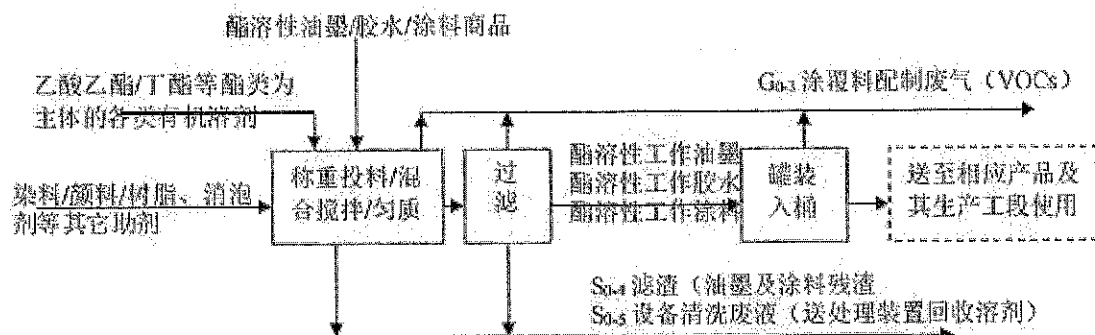 酯溶性油墨/胶水/涂料商品
乙酸乙酯/丁酯等酯类为
主体的各类有机溶剂
G₀₋₃ 涂覆料配制废气（VOCs）
染料/颜料/树脂、消泡
剂等其它助剂
称重投料/混
合搅拌/匀质
过
滤
酯溶性工作油墨
酯溶性工作胶水
酯溶性工作涂料
罐装
入桶
送至相应产品及
其生产工段使用
S₀₋₄ 滤渣（油墨及涂料残渣
S₀₋₅ 设备清洗废液（送处理装置回收溶剂）